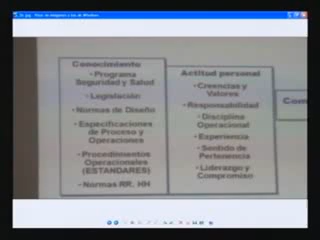 Conocimiento
• Programa
Seguridad y Salud
• Legislación
• Normas de Diseño
• Especificaciones
de Proceso y
Operaciones
• Procedimientos
Operacionales
(ESTANDARES)
• Normas RR. HH
Actitud personal
• Creencias y
Valores
• Responsabilidad
• Disciplina
Operacional
• Experiencia
• Sentido de
Pertenencia
• Liderazgo y
Compromiso
Com